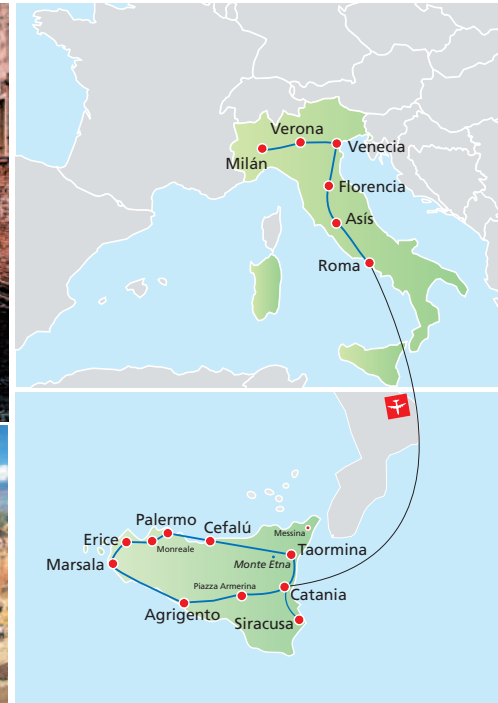 Verona
Venecia
Milán
Florencia
Asís
Roma
Palermo
Cefalú
Messina
Erice
Monreale
Taormina
Monte Etna
Marsala
Piazza Armerina
Catania
Agrigento
Siracusa